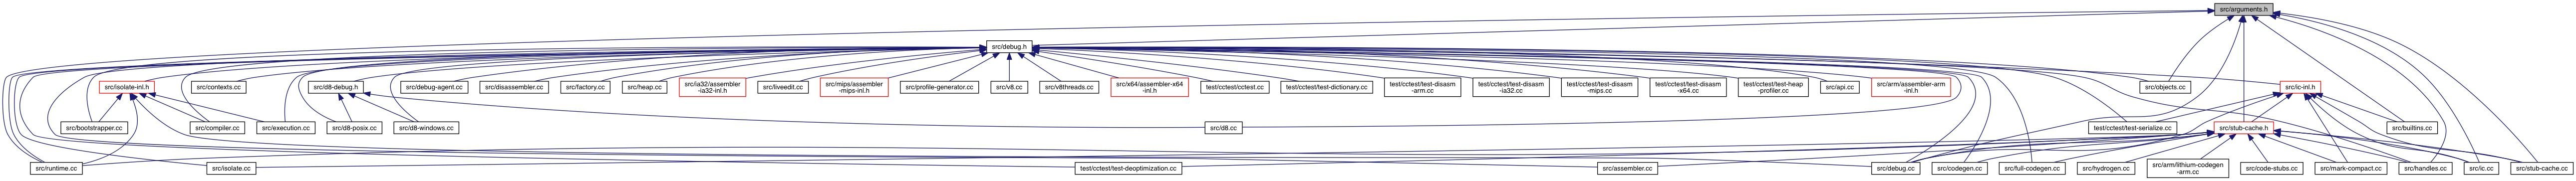 src/arguments.h
src/debug.h
src/isolate-inl.h
src/contexts.cc
src/d8-debug.h
src/debug-agent.cc
src/disassembler.cc
src/factory.cc
src/heap.cc
src/ia32/assembler
-ia32-inl.h
src/liveedit.cc
src/mips/assembler
-mips-inl.h
src/profile-generator.cc
src/v8.cc
src/v8threads.cc
src/x64/assembler-x64
-inl.h
test/cctest/cctest.cc
test/cctest/test-dictionary.cc
test/cctest/test-disasm
-arm.cc
test/cctest/test-disasm
-ia32.cc
test/cctest/test-disasm
-mips.cc
test/cctest/test-disasm
-x64.cc
test/cctest/test-heap
-profiler.cc
src/api.cc
src/arm/assembler-arm
-inl.h
src/objects.cc
src/ic-inl.h
src/bootstrapper.cc
src/compiler.cc
src/execution.cc
src/d8-posix.cc
src/d8-windows.cc
src/d8.cc
test/cctest/test-serialize.cc
src/stub-cache.h
src/builtins.cc
src/runtime.cc
src/isolate.cc
test/cctest/test-deoptimization.cc
src/assembler.cc
src/debug.cc
src/codegen.cc
src/full-codegen.cc
src/hydrogen.cc
src/arm/lithium-codegen
-arm.cc
src/code-stubs.cc
src/mark-compact.cc
src/handles.cc
src/ic.cc
src/stub-cache.cc